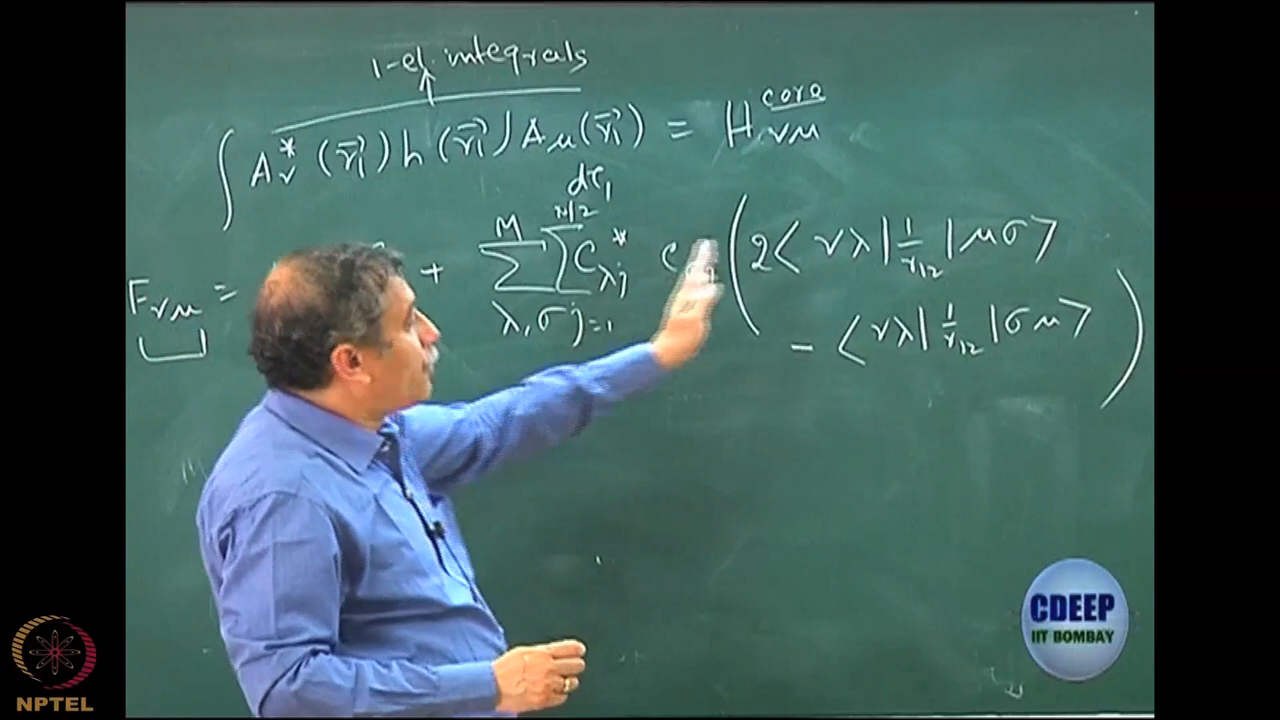 1-el. integrals
∫ A*ν (r⃗1) h (r⃗1) Aμ (r⃗1) = H core νμ
dτ1
Fνμ = + M Σ λ,σ N/2 Σ j=1 C*λj C ( 2 < νλ | 1/r12 | μσ >
- < νλ | 1/r12 | σμ > )
CDEEP
IIT BOMBAY
NPTEL